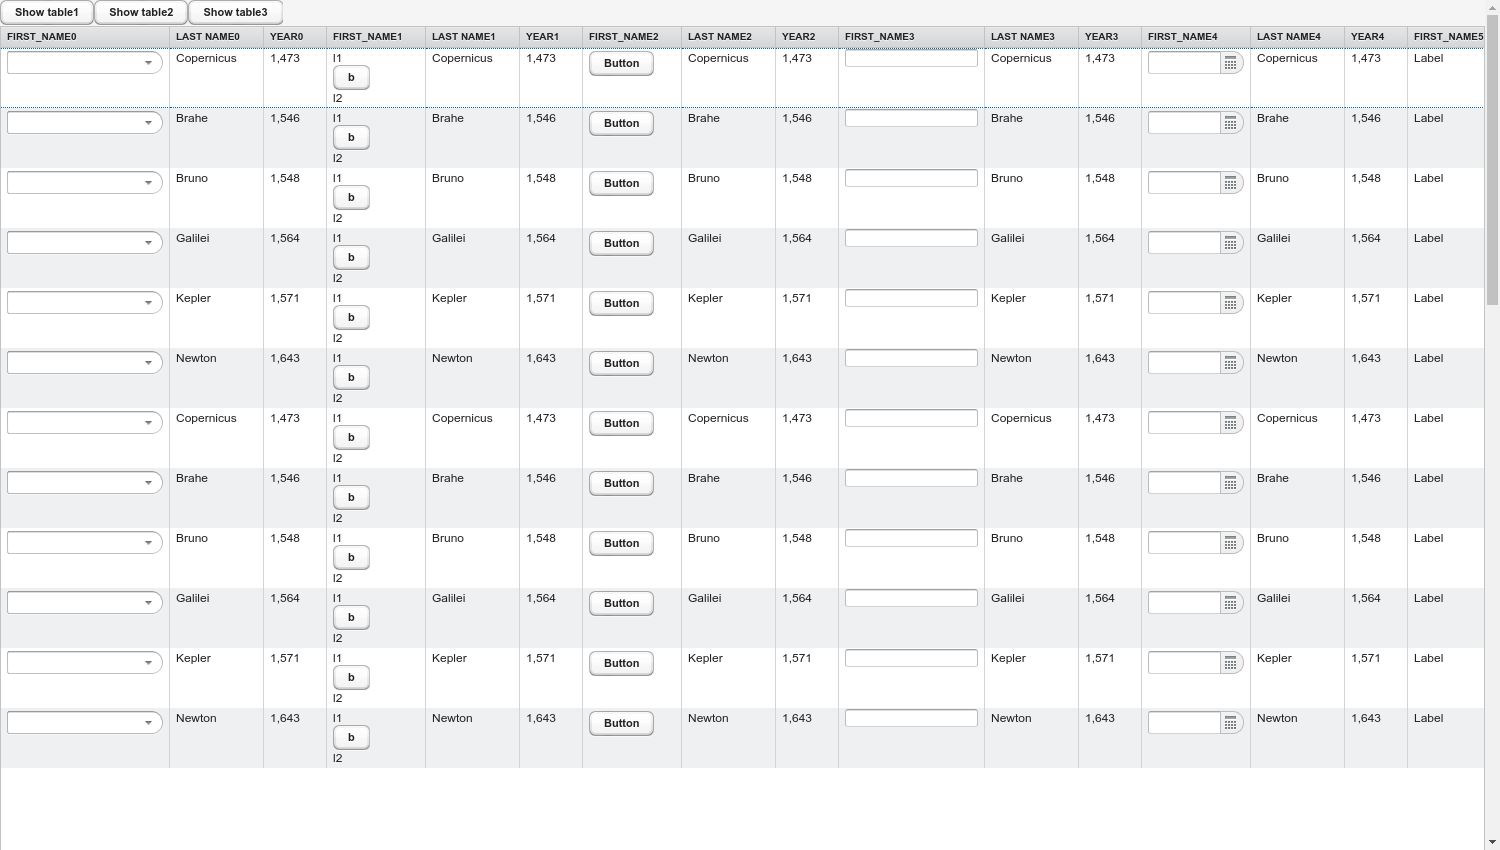 Show table1 Show table2 Show table3
FIRST_NAME0 LAST NAME0 YEAR0 FIRST_NAME1 LAST NAME1 YEAR1 FIRST_NAME2 LAST NAME2 YEAR2 FIRST_NAME3 LAST NAME3 YEAR3 FIRST_NAME4 LAST NAME4 YEAR4 FIRST_NAME5
Copernicus 1,473 l1 Copernicus 1,473 Button Copernicus 1,473 Copernicus 1,473 Copernicus 1,473 Label
b
l2
Brahe 1,546 l1 Brahe 1,546 Button Brahe 1,546 Brahe 1,546 Brahe 1,546 Label
b
l2
Bruno 1,548 l1 Bruno 1,548 Button Bruno 1,548 Bruno 1,548 Bruno 1,548 Label
b
l2
Galilei 1,564 l1 Galilei 1,564 Button Galilei 1,564 Galilei 1,564 Galilei 1,564 Label
b
l2
Kepler 1,571 l1 Kepler 1,571 Button Kepler 1,571 Kepler 1,571 Kepler 1,571 Label
b
l2
Newton 1,643 l1 Newton 1,643 Button Newton 1,643 Newton 1,643 Newton 1,643 Label
b
l2
Copernicus 1,473 l1 Copernicus 1,473 Button Copernicus 1,473 Copernicus 1,473 Copernicus 1,473 Label
b
l2
Brahe 1,546 l1 Brahe 1,546 Button Brahe 1,546 Brahe 1,546 Brahe 1,546 Label
b
l2
Bruno 1,548 l1 Bruno 1,548 Button Bruno 1,548 Bruno 1,548 Bruno 1,548 Label
b
l2
Galilei 1,564 l1 Galilei 1,564 Button Galilei 1,564 Galilei 1,564 Galilei 1,564 Label
b
l2
Kepler 1,571 l1 Kepler 1,571 Button Kepler 1,571 Kepler 1,571 Kepler 1,571 Label
b
l2
Newton 1,643 l1 Newton 1,643 Button Newton 1,643 Newton 1,643 Newton 1,643 Label
b
l2